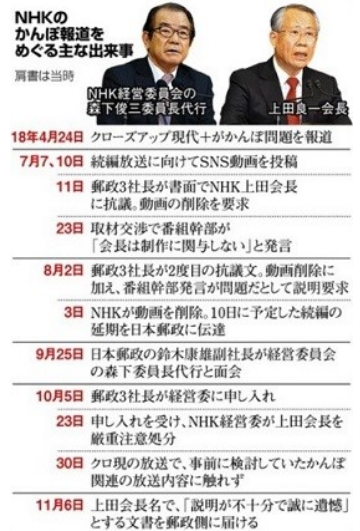 NHKの
かんぽ報道を
めぐる主な出来事
肩書は当時
NHK経営委員会の
森下俊三委員長代行
上田良一会長
18年4月24日 クローズアップ現代+がかんぽ問題を報道
7月7、10日 続編放送に向けてSNS動画を投稿
11日 郵政3社長が書面でNHK上田会長
に抗議。動画の削除を要求
23日 取材交渉で番組幹部が
「会長は制作に関与しない」と発言
8月2日 郵政3社長が2度目の抗議文。動画削除に
加え、番組幹部発言が問題だとして説明要求
3日 NHKが動画を削除。10日に予定した続編の
延期を日本郵政に伝達
9月25日 日本郵政の鈴木康雄副社長が経営委員会
の森下委員長代行と面会
10月5日 郵政3社長が経営委に申し入れ
23日 申し入れを受け、NHK経営委が上田会長を
厳重注意処分
30日 クロ現の放送で、事前に検討していたかんぽ
関連の放送内容に触れず
11月6日 上田会長名で、「説明が不十分で誠に遺憾」
とする文書を郵政側に届ける